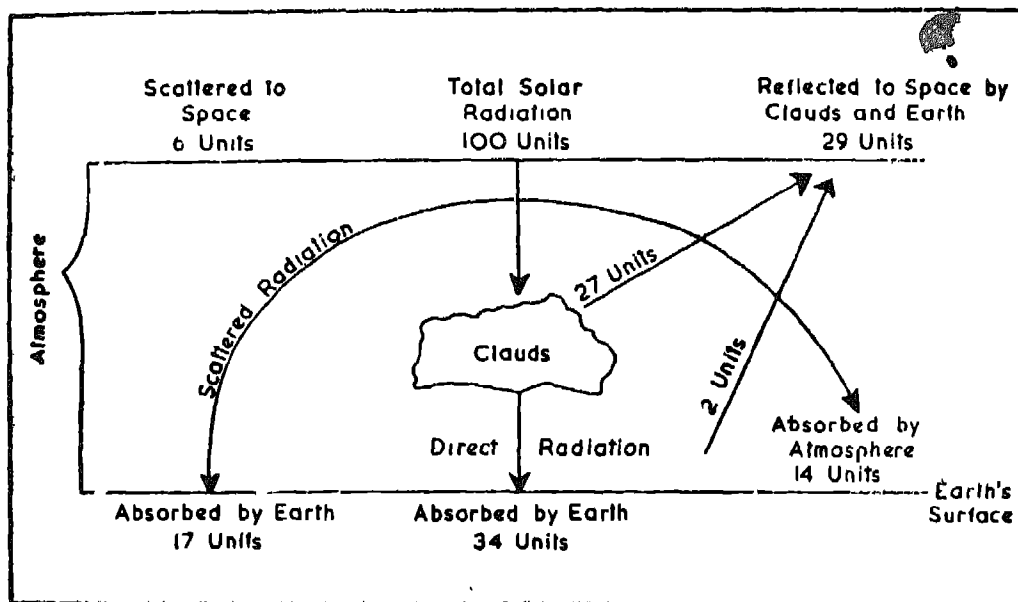 Scattered to
Space
6 Units
Total Solar
Radiation
100 Units
Reflected to Space by
Clouds and Earth
29 Units
Atmosphere
Scattered Radiation
27 Units
Clauds
2 Units
Direct Radiation
Absorbed by
Atmosphere
14 Units
Earth's
Surface
Absorbed by Earth
17 Units
Absorbed by Earth
34 Units